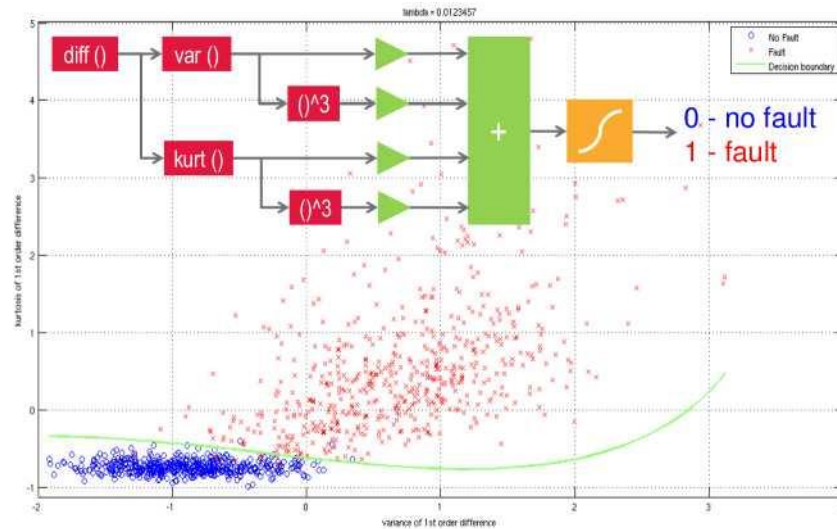 lambda = 0.0123457
No Fault
Fault
Decision boundary
diff ()
var ()
()^3
kurt ()
()^3
+
0 - no fault
1 - fault
kurtosis of 1st order difference
5
4
3
2
1
0
-1
-2
-1
0
1
2
3
variance of 1st order difference